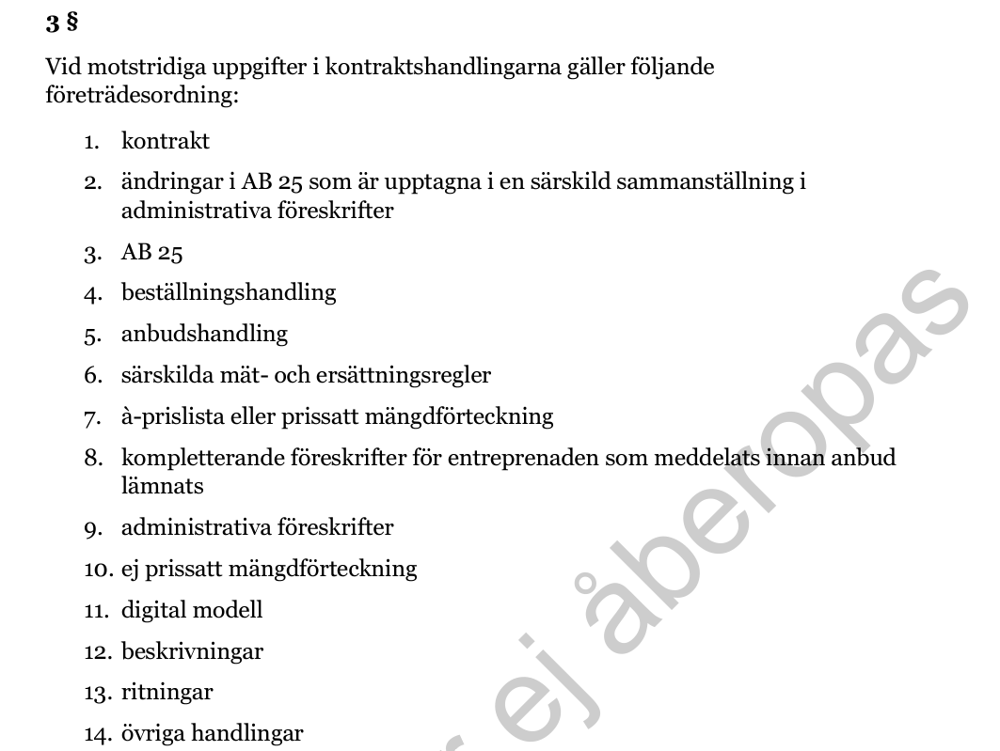 3 §
Vid motstridiga uppgifter i kontraktshandlingarna gäller följande
företrädesordning:
1. kontrakt
2. ändringar i AB 25 som är upptagna i en särskild sammanställning i
administrativa föreskrifter
3. AB 25
4. beställningshandling
5. anbudshandling
6. särskilda mät- och ersättningsregler
7. à-prislista eller prissatt mängdförteckning
8. kompletterande föreskrifter för entreprenaden som meddelats innan anbud
lämnats
9. administrativa föreskrifter
10. ej prissatt mängdförteckning
11. digital modell
12. beskrivningar
13. ritningar
14. övriga handlingar
ej åberopas